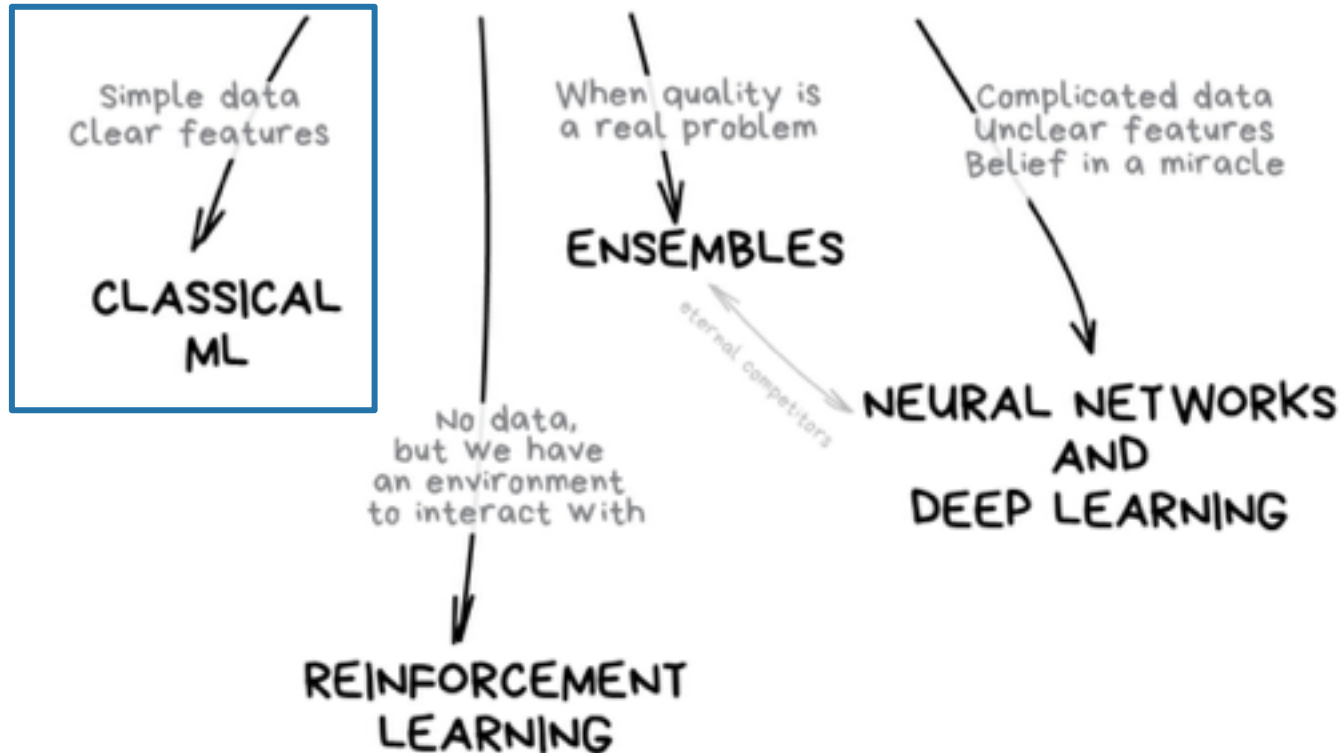 Simple data
Clear features
CLASSICAL
ML
No data,
but we have
an environment
to interact with
REINFORCEMENT
LEARNING
When quality is
a real problem
ENSEMBLES
eternal competitors
Complicated data
Unclear features
Belief in a miracle
NEURAL NETWORKS
AND
DEEP LEARNING